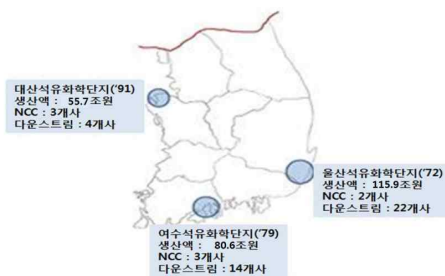 대산석유화학단지('91)
생산액 : 55.7조원
NCC : 3개사
다운스트림 : 4개사
울산석유화학단지('72)
생산액 : 115.9조원
NCC : 2개사
다운스트림 : 22개사
여수석유화학단지('79)
생산액 : 80.6조원
NCC : 3개사
다운스트림 : 14개사